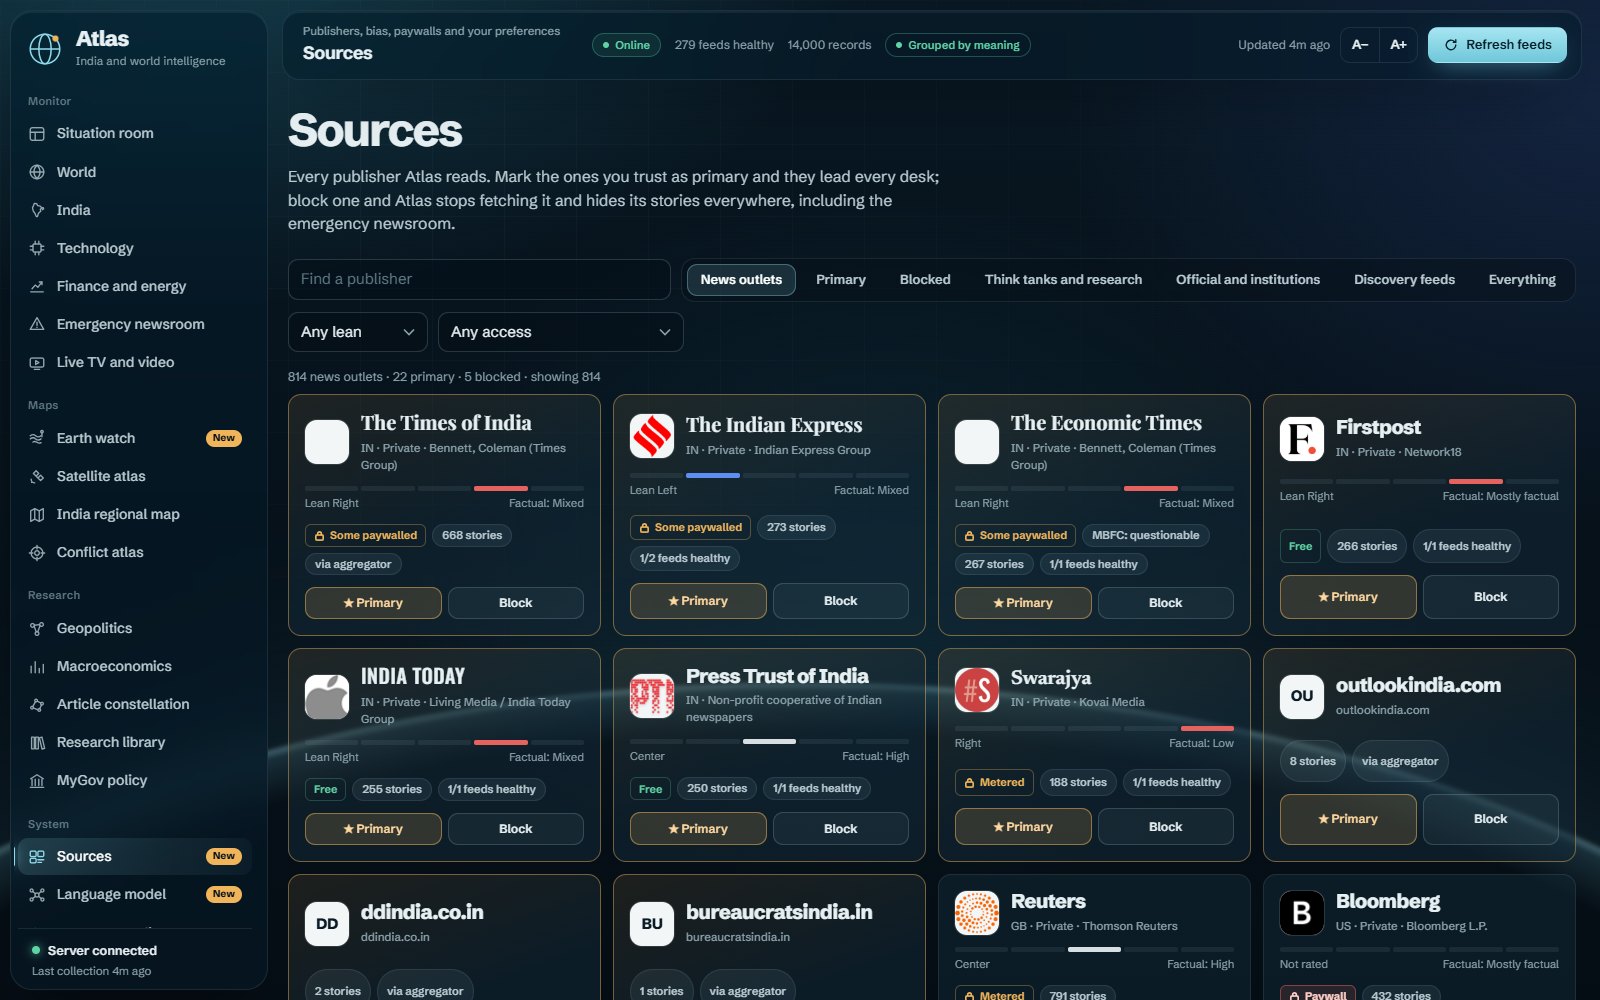 Atlas
India and world intelligence
Monitor
Situation room
World
India
Technology
Finance and energy
Emergency newsroom
Live TV and video
Maps
Earth watch New
Satellite atlas
India regional map
Conflict atlas
Research
Geopolitics
Macroeconomics
Article constellation
Research library
MyGov policy
System
Sources New
Language model New
Server connected
Last collection 4m ago
Publishers, bias, paywalls and your preferences
Sources
Online 279 feeds healthy 14,000 records Grouped by meaning
Updated 4m ago A− A+ Refresh feeds
Sources
Every publisher Atlas reads. Mark the ones you trust as primary and they lead every desk;
block one and Atlas stops fetching it and hides its stories everywhere, including the
emergency newsroom.
Find a publisher
News outlets Primary Blocked Think tanks and research Official and institutions Discovery feeds Everything
Any lean Any access
814 news outlets · 22 primary · 5 blocked · showing 814
The Times of India
IN · Private · Bennett, Coleman (Times
Group)
Lean Right Factual: Mixed
Some paywalled 668 stories
via aggregator
★ Primary Block
The Indian Express
IN · Private · Indian Express Group
Lean Left Factual: Mixed
Some paywalled 273 stories
1/2 feeds healthy
★ Primary Block
The Economic Times
IN · Private · Bennett, Coleman (Times
Group)
Lean Right Factual: Mixed
Some paywalled MBFC: questionable
267 stories 1/1 feeds healthy
★ Primary Block
F.
Firstpost
IN · Private · Network18
Lean Right Factual: Mostly factual
Free 266 stories 1/1 feeds healthy
★ Primary Block
INDIA TODAY
IN · Private · Living Media / India Today
Group
Lean Right Factual: Mixed
Free 255 stories 1/1 feeds healthy
★ Primary Block
PTI
Press Trust of India
IN · Non-profit cooperative of Indian
newspapers
Center Factual: High
Free 250 stories 1/1 feeds healthy
★ Primary Block
#S
Swarajya
IN · Private · Kovai Media
Right Factual: Low
Metered 188 stories 1/1 feeds healthy
★ Primary Block
OU
outlookindia.com
outlookindia.com
8 stories via aggregator
★ Primary Block
DD
ddindia.co.in
ddindia.co.in
2 stories via aggregator
BU
bureaucratsindia.in
bureaucratsindia.in
1 stories via aggregator
Reuters
GB · Private · Thomson Reuters
Center Factual: High
Metered 791 stories
B
Bloomberg
US · Private · Bloomberg L.P.
Not rated Factual: Mostly factual
Paywall 432 stories